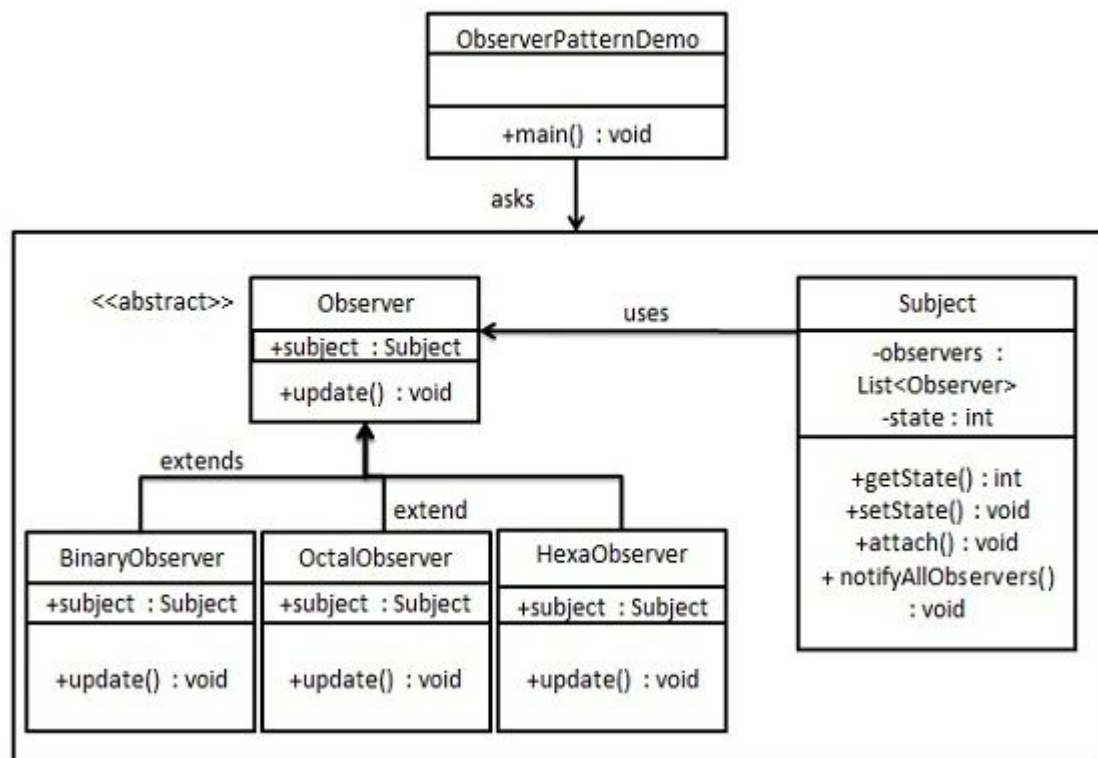 ObserverPatternDemo
+main() : void
asks
<<abstract>>
Observer
+subject : Subject
+update() : void
uses
Subject
-observers :
List<Observer>
-state : int
+getState() : int
+setState() : void
+attach() : void
+ notifyAllObservers()
: void
extends
extend
BinaryObserver
+subject : Subject
+update() : void
OctalObserver
+subject : Subject
+update() : void
HexaObserver
+subject : Subject
+update() : void